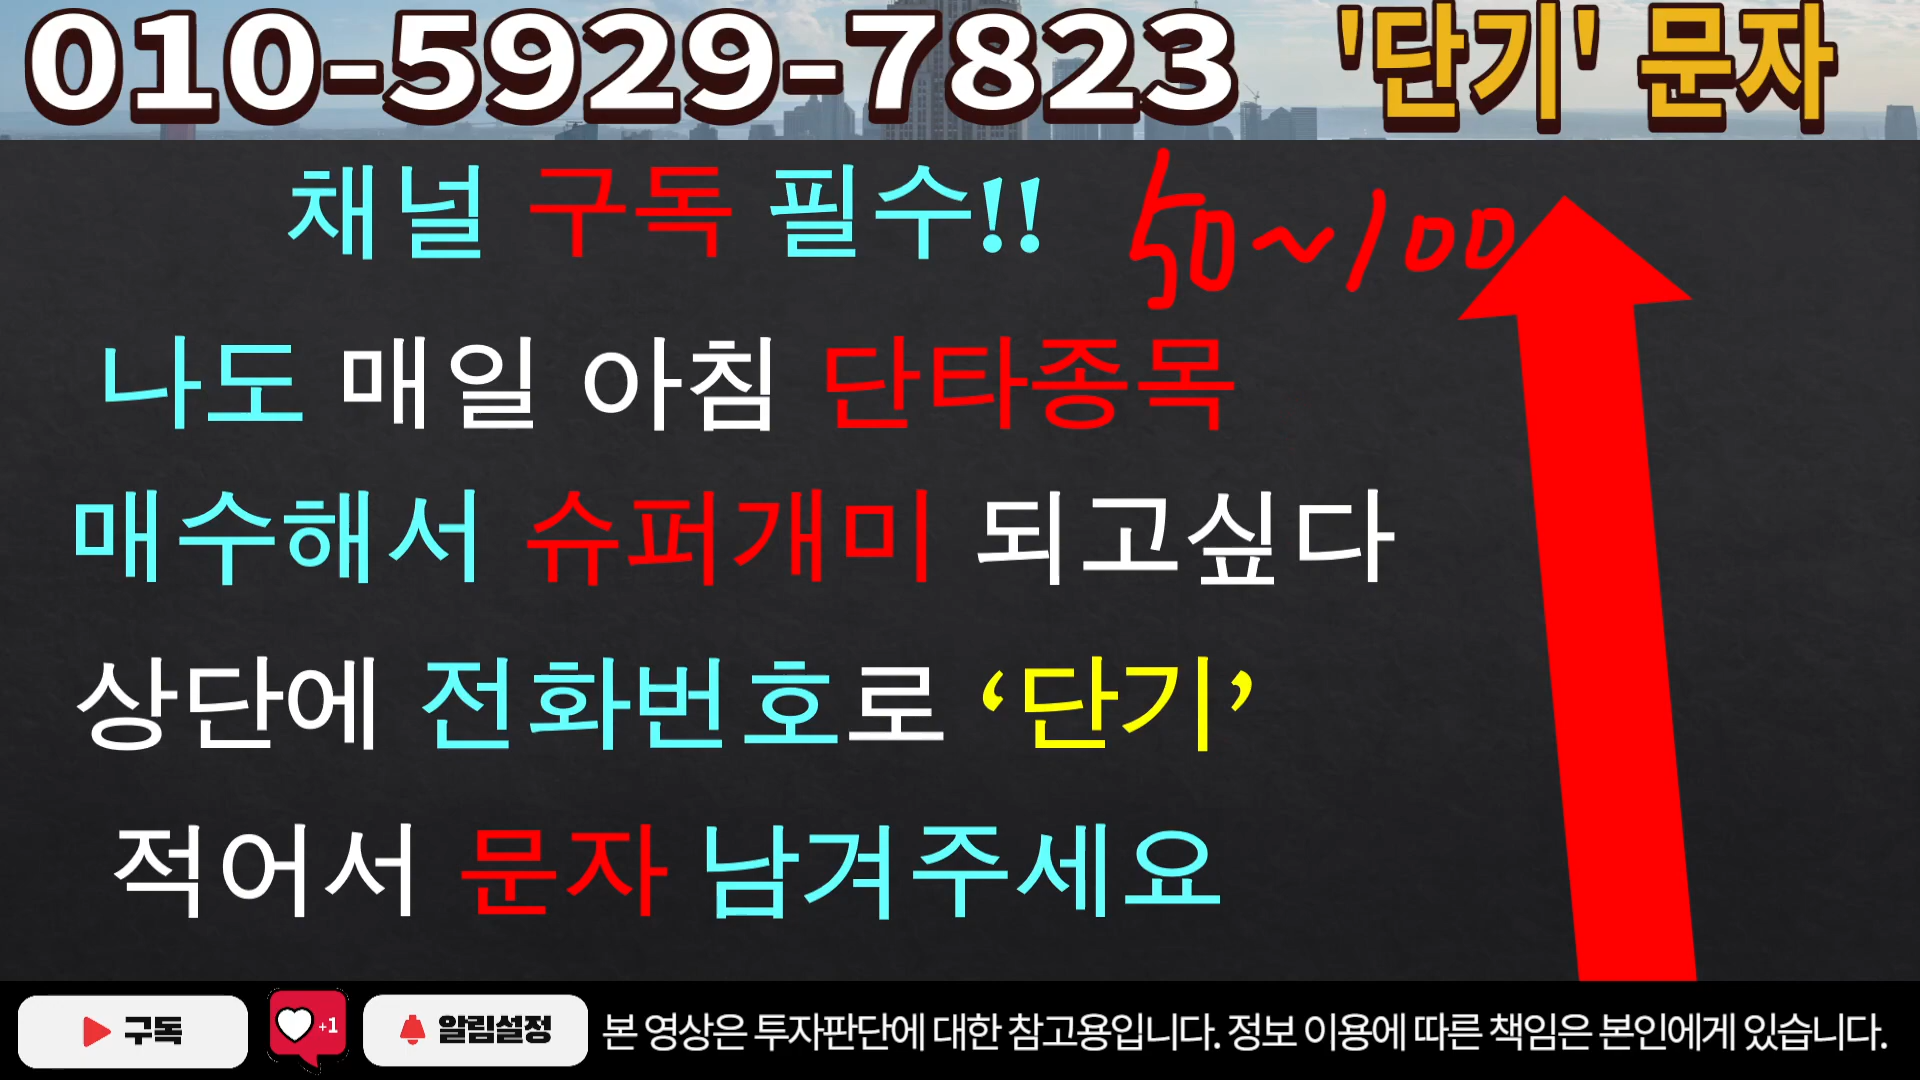 010-5929-7823 '단기' 문자
채널 구독 필수!! 50~100
나도 매일 아침 단타종목
매수해서 슈퍼개미 되고싶다
상단에 전화번호로 ‘단기’
적어서 문자 남겨주세요
구독 +1 알림설정 본 영상은 투자판단에 대한 참고용입니다. 정보 이용에 따른 책임은 본인에게 있습니다.